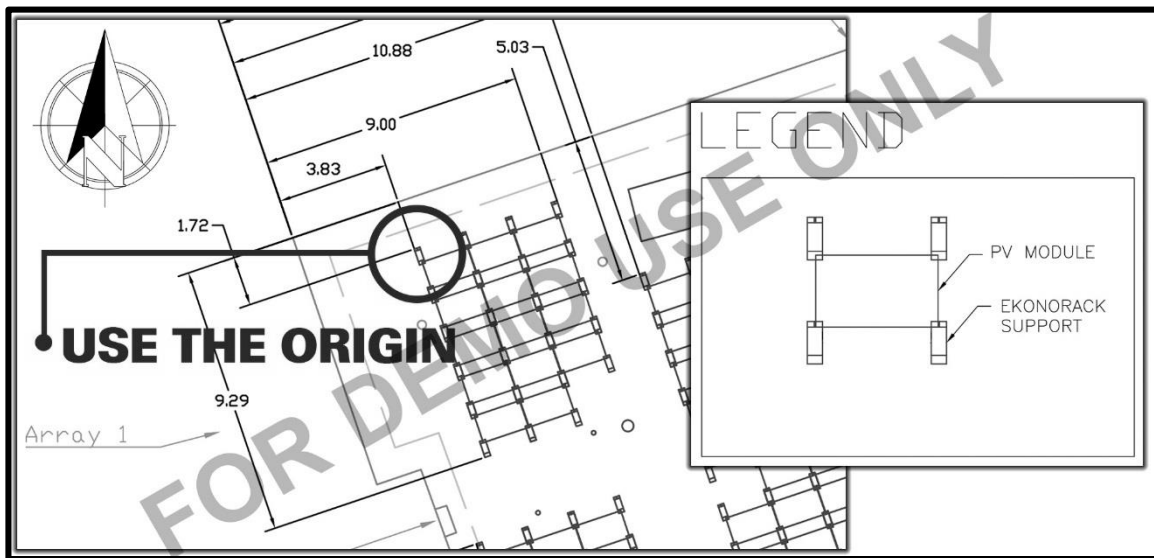 10.88
5.03
9.00
3.83
1.72
N
USE THE ORIGIN
9.29
Array 1
FOR DEMO USE ONLY
LEGEND
PV MODULE
EKONORACK
SUPPORT